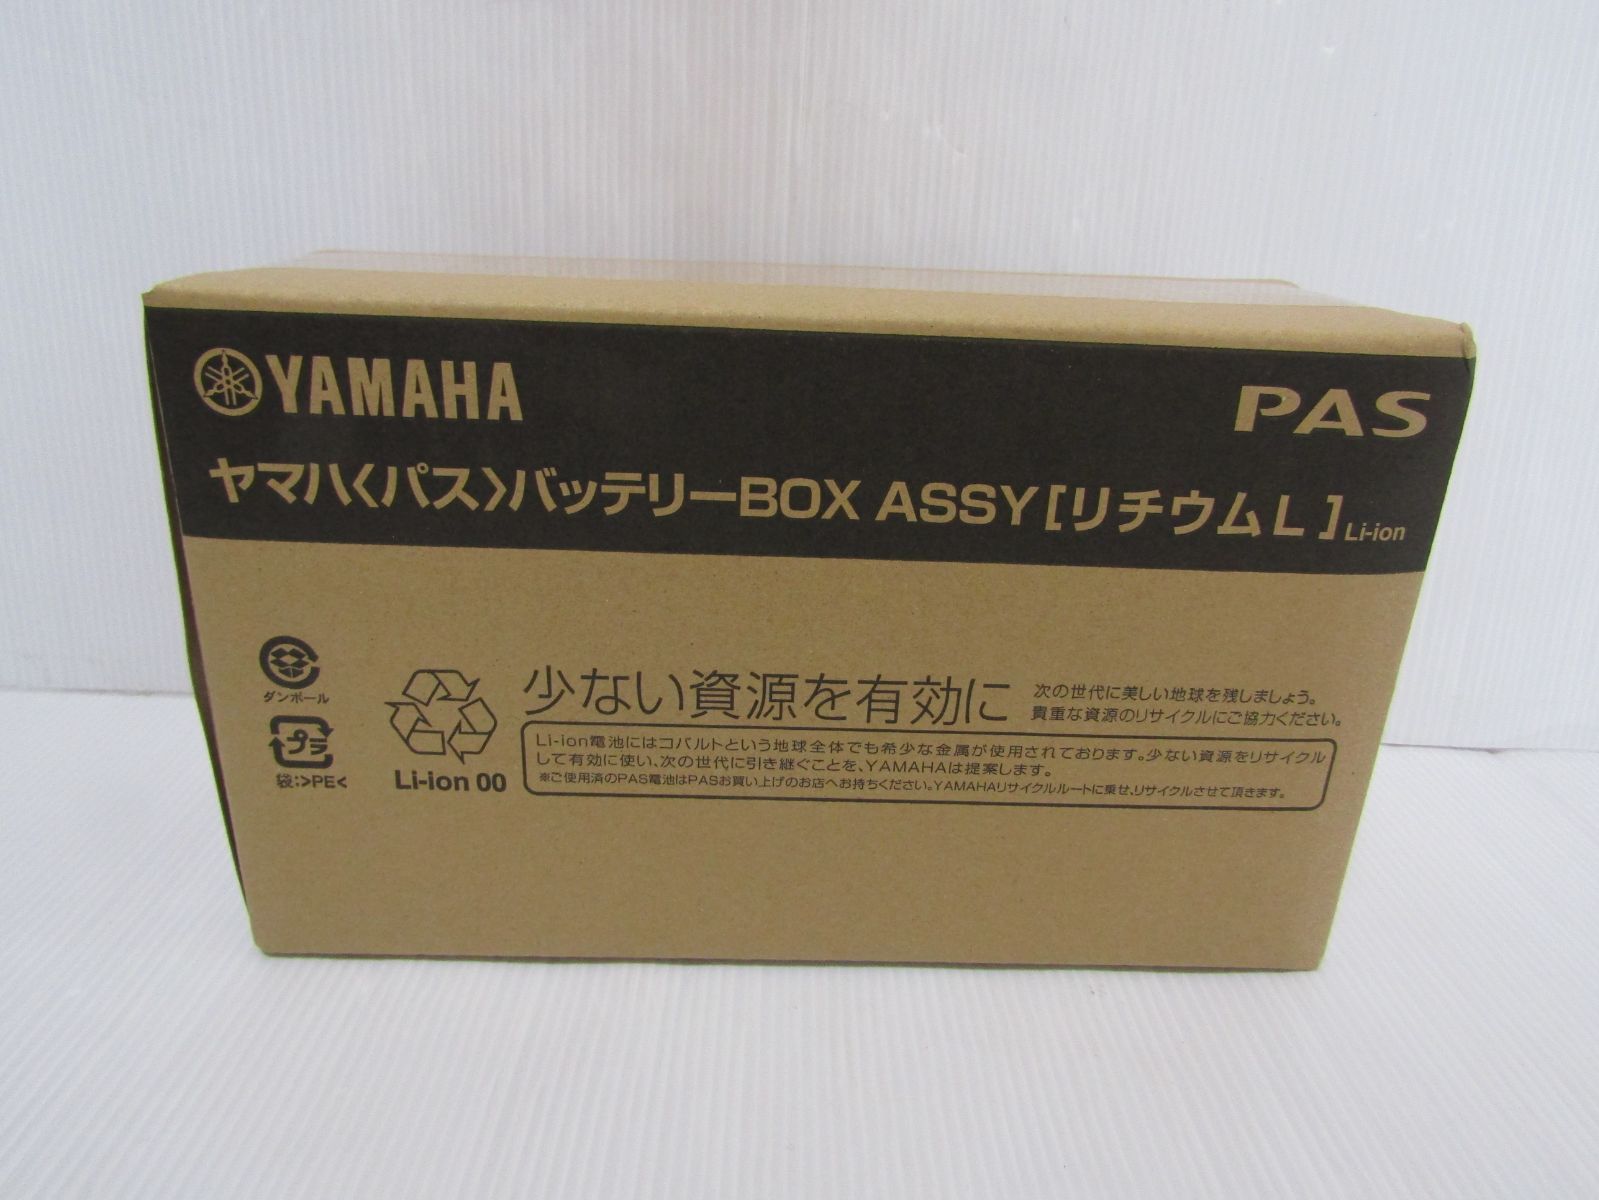 YAMAHA
PAS
ヤマハ〈パス〉バッテリーBOX ASSY[リチウムL]Li-ion
ダンボール
プラ
袋:>PE<
Li-ion 00
少ない資源を有効に
次の世代に美しい地球を残しましょう。
貴重な資源のリサイクルにご協力ください。
Li-ion電池にはコバルトという地球全体でも希少な金属が使用されております。少ない資源をリサイクル
して有効に使い、次の世代に引き継ぐことを、YAMAHAは提案します。
※ご使用済のPAS電池はPASお買い上げのお店へお持ちください。YAMAHAリサイクルルートに乗せ、リサイクルさせて頂きます。